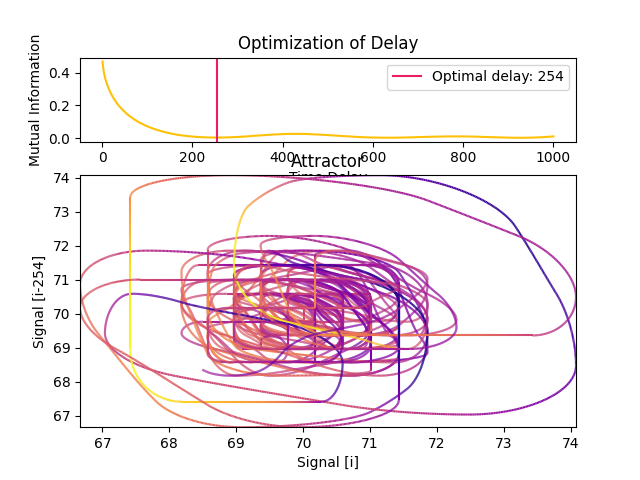 Optimization of Delay
Mutual Information
0.4
0.2
0.0
Optimal delay: 254
0 200 400 600 800 1000
Time Delay
Attractor
Signal [i-254]
74
73
72
71
70
69
68
67
67 68 69 70 71 72 73 74
Signal [i]